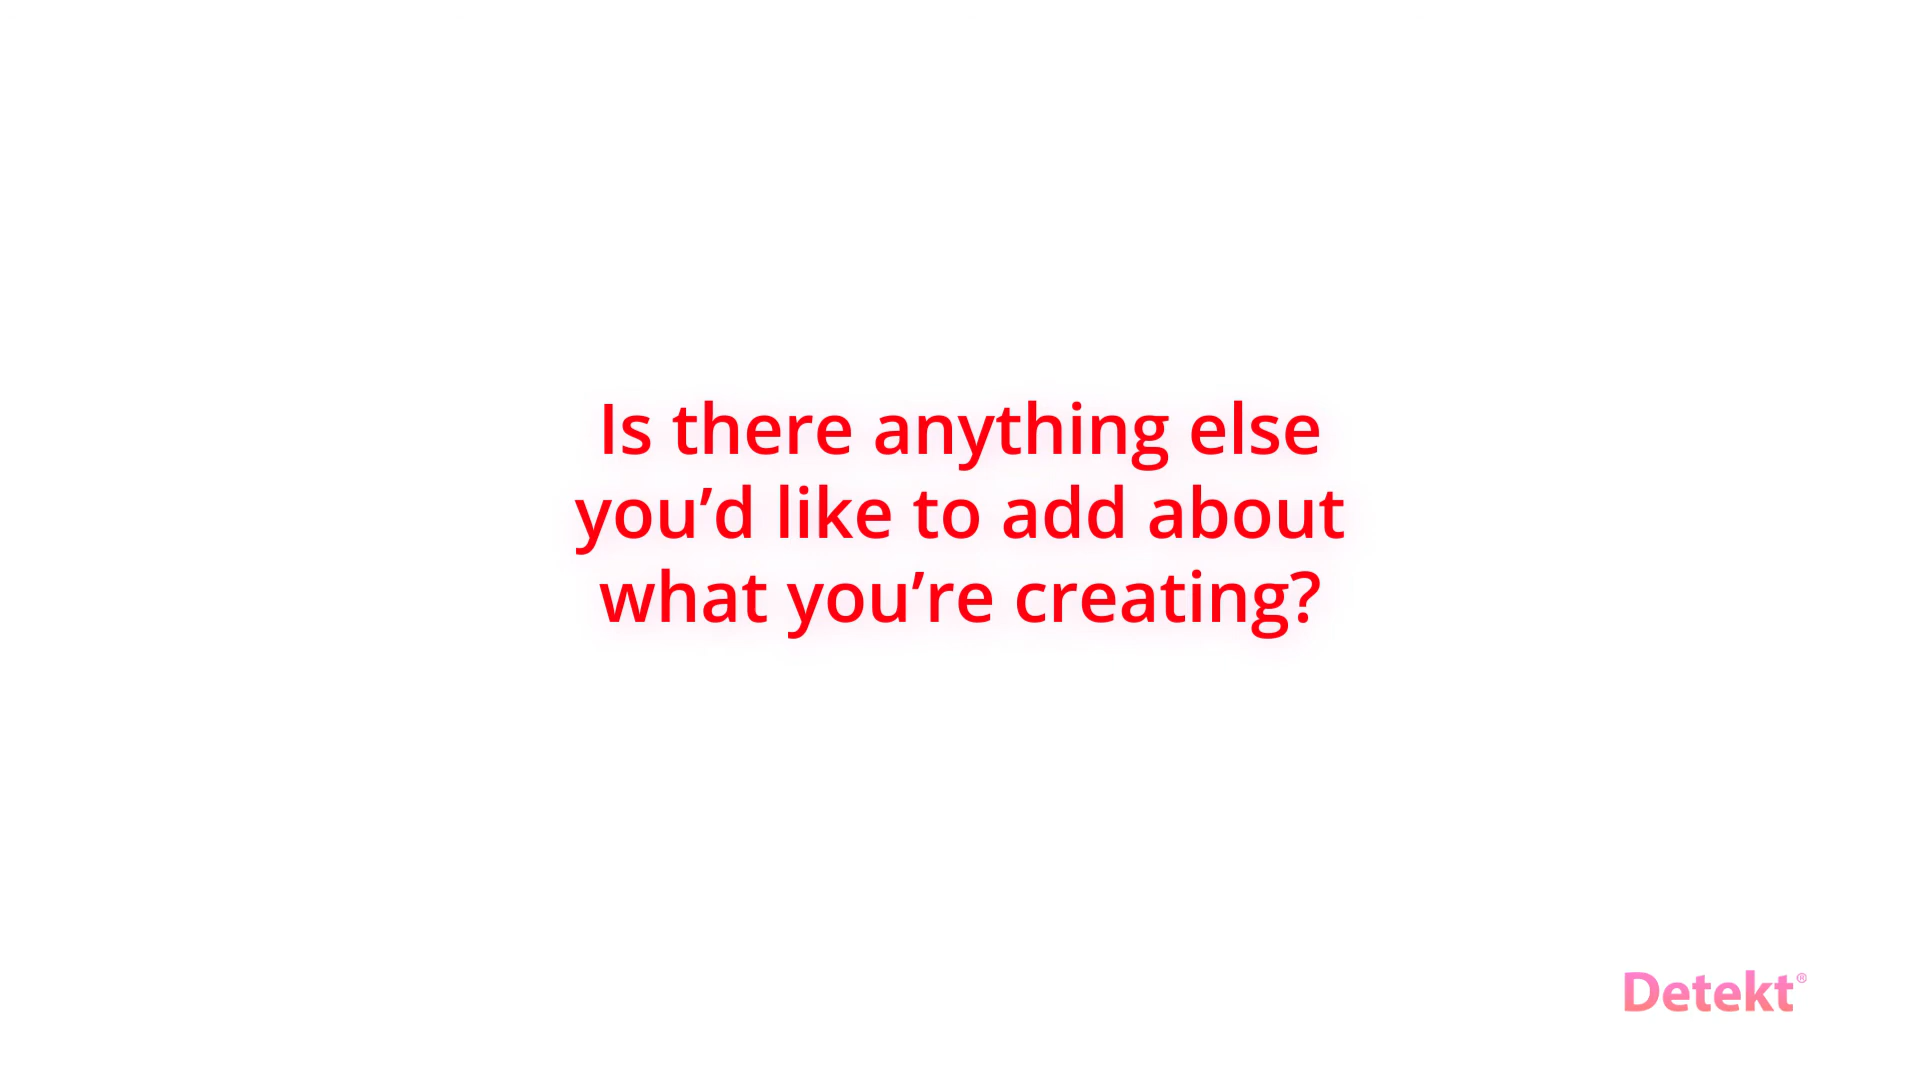 Is there anything else
you’d like to add about
what you’re creating?
Detekt®